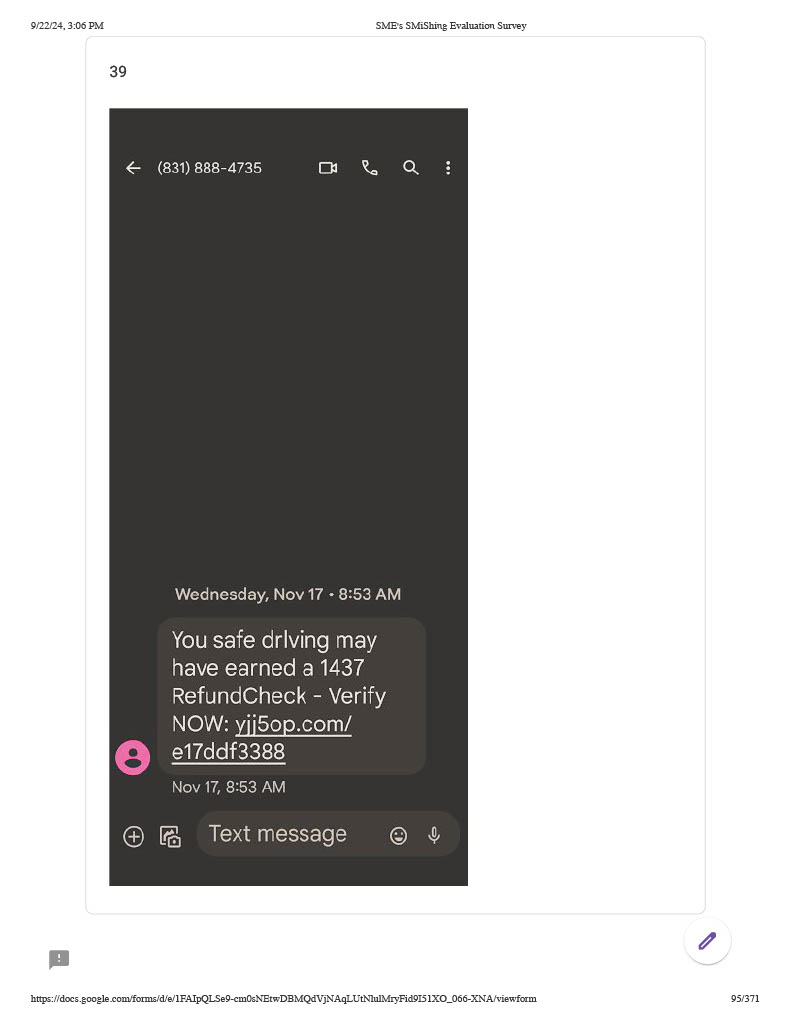 9/22/24, 3:06 PM SME's SMiShing Evaluation Survey
39
(831) 888-4735
Wednesday, Nov 17 • 8:53 AM
You safe drlving may
have earned a 1437
RefundCheck - Verify
NOW: yjj5op.com/
e17ddf3388
Nov 17, 8:53 AM
Text message
https://docs.google.com/forms/d/e/1FAIpQLSe9-cm0sNEtwDBMQdVjNAqLUtNlulMryFid9I51XO_066-XNA/viewform 95/371